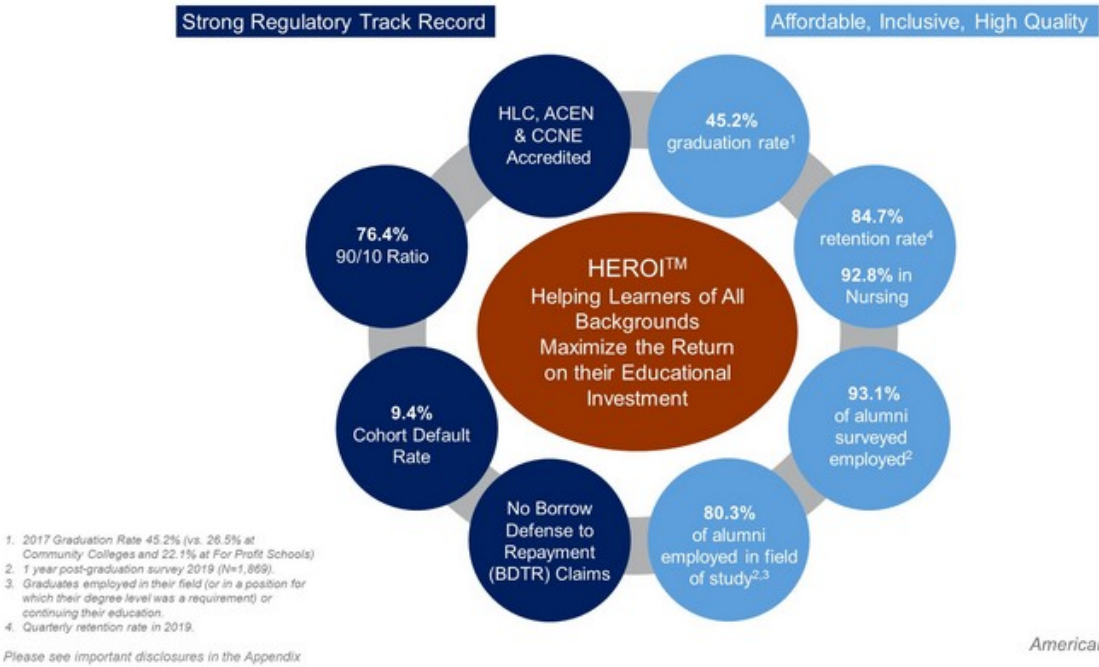 Strong Regulatory Track Record
Affordable, Inclusive, High Quality
HLC, ACEN
& CCNE
Accredited
45.2%
graduation rate1
76.4%
90/10 Ratio
84.7%
retention rate4
92.8% in
Nursing
HEROI™
Helping Learners of All
Backgrounds
Maximize the Return
on their Educational
Investment
9.4%
Cohort Default
Rate
93.1%
of alumni
surveyed
employed2
No Borrow
Defense to
Repayment
(BDTR) Claims
80.3%
of alumni
employed in field
of study2,3
1. 2017 Graduation Rate 45.2% (vs. 26.5% at
Community Colleges and 22.1% at For Profit Schools)
2. 1 year post-graduation survey 2019 (N=1,869).
3. Graduates employed in their field (or in a position for
which their degree level was a requirement) or
continuing their education.
4. Quarterly retention rate in 2019.
Please see important disclosures in the Appendix
American